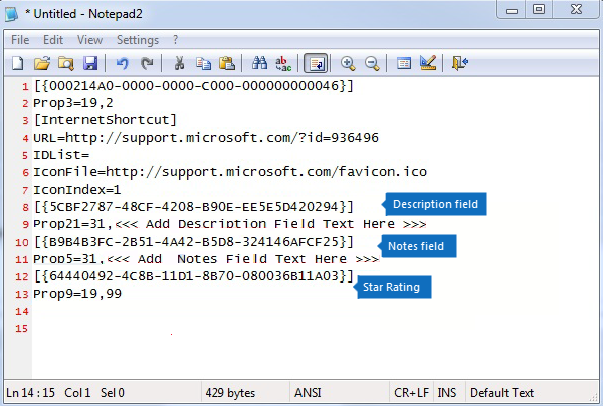 * Untitled - Notepad2
File Edit View Settings ?
1 [{000214A0-0000-0000-C000-000000000046}]
2 Prop3=19,2
3 [InternetShortcut]
4 URL=http://support.microsoft.com/?id=936496
5 IDList=
6 IconFile=http://support.microsoft.com/favicon.ico
7 IconIndex=1
8 [{5CBF2787-48CF-4208-B90E-EE5E5D420294}] Description field
9 Prop21=31,<<< Add Description Field Text Here >>>
10 [{B9B4B3FC-2B51-4A42-B5D8-324146AFCF25}] Notes field
11 Prop5=31,<<< Add  Notes Field Text Here >>>
12 [{64440492-4C8B-11D1-8B70-080036B11A03}] Star Rating
13 Prop9=19,99
14
15
Ln 14 : 15 Col 1 Sel 0 429 bytes ANSI CR+LF INS Default Text